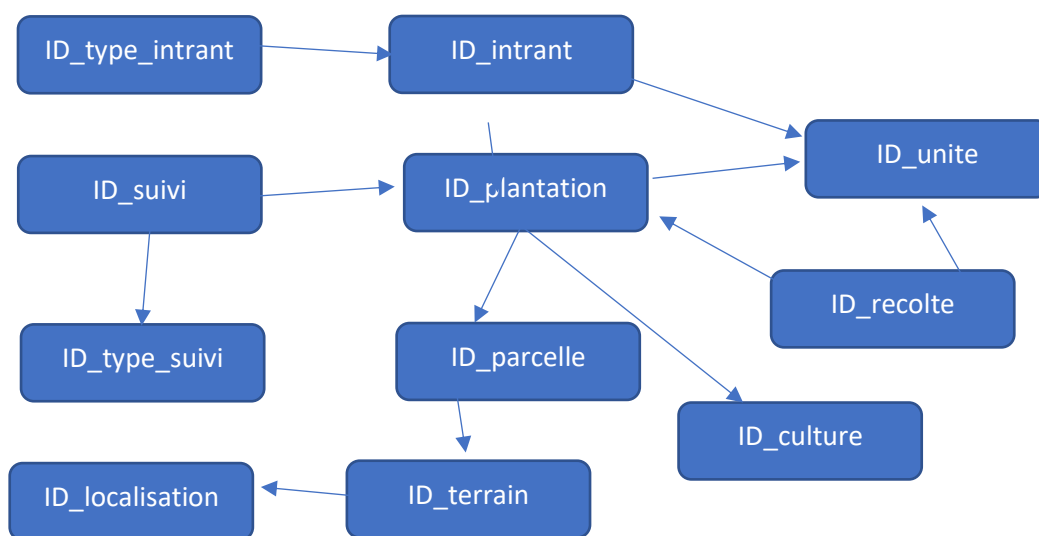 ID_type_intrant
ID_intrant
ID_unite
ID_suivi
ID_plantation
ID_recolte
ID_type_suivi
ID_parcelle
ID_culture
ID_localisation
ID_terrain